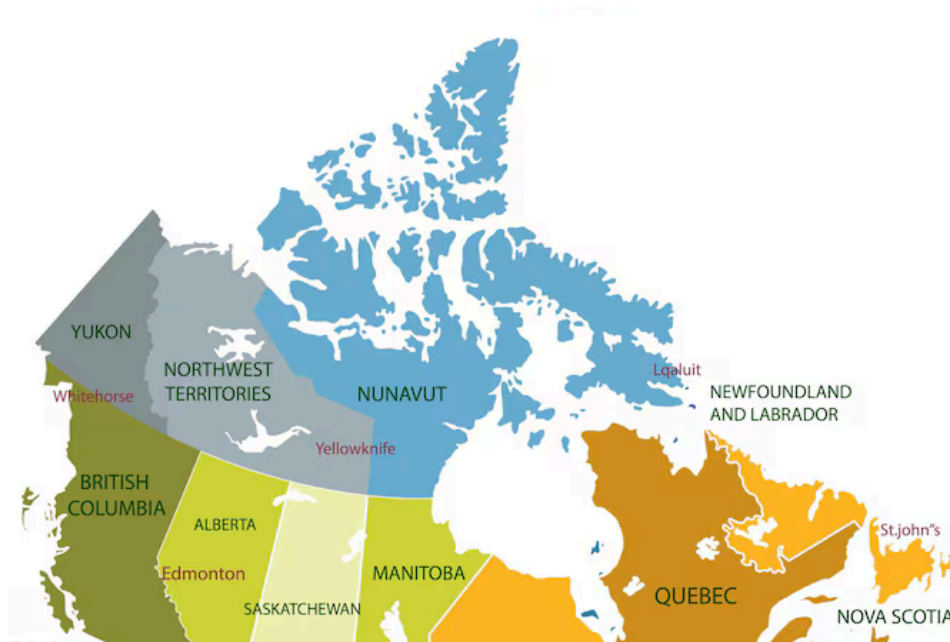 YUKON
Whitehorse
NORTHWEST
TERRITORIES
Yellowknife
NUNAVUT
Lqaluit
NEWFOUNDLAND
AND LABRADOR
BRITISH
COLUMBIA
ALBERTA
Edmonton
SASKATCHEWAN
MANITOBA
QUEBEC
St.john"s
NOVA SCOTIA